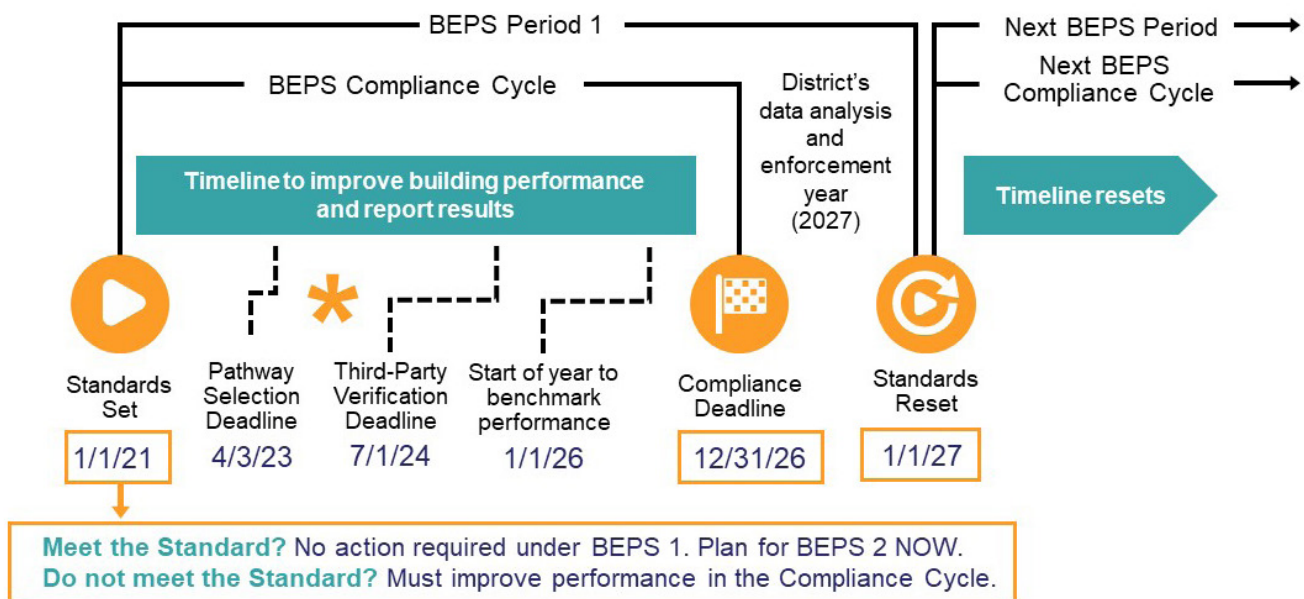 BEPS Period 1
Next BEPS Period
BEPS Compliance Cycle
Next BEPS
Compliance Cycle
District's
data analysis
and
enforcement
year
(2027)
Timeline to improve building performance
and report results
Timeline resets
*
Standards
Set
1/1/21
Pathway
Selection
Deadline
4/3/23
Third-Party
Verification
Deadline
7/1/24
Start of year to
benchmark
performance
1/1/26
Compliance
Deadline
12/31/26
Standards
Reset
1/1/27
Meet the Standard? No action required under BEPS 1. Plan for BEPS 2 NOW.
Do not meet the Standard? Must improve performance in the Compliance Cycle.